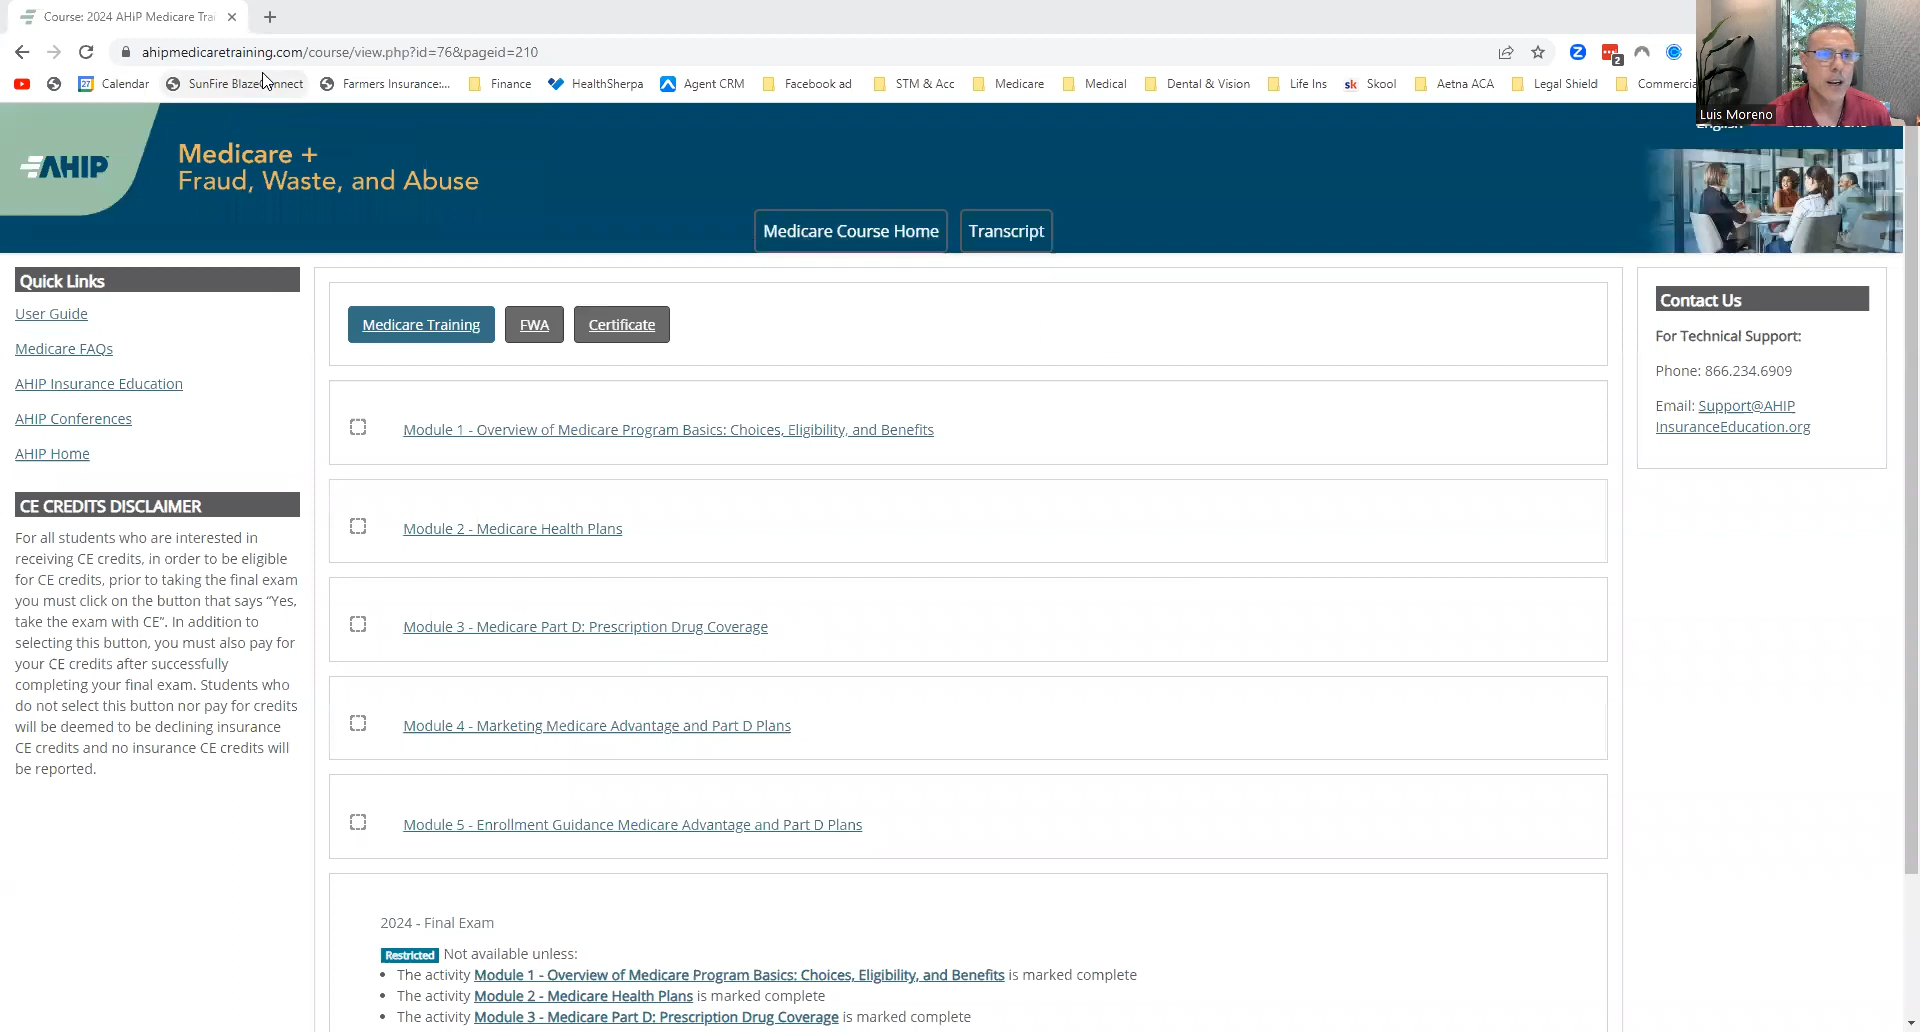 Course: 2024 AHIP Medicare Tra
ahipmedicaretraining.com/course/view.php?id=76&pageid=210
2
27 Calendar
SunFire Blaze nnect
Farmers Insurance:...
Finance
HealthSherpa
Agent CRM
Facebook ad
STM & Acc
Medicare
Medical
Dental & Vision
Life Ins
sk Skool
Aetna ACA
Legal Shield
Commercia
Luis Moreno
English
Luis Moreno
AHIP
Medicare +
Fraud, Waste, and Abuse
Medicare Course Home
Transcript
Quick Links
User Guide
Medicare FAQs
AHIP Insurance Education
AHIP Conferences
AHIP Home
CE CREDITS DISCLAIMER
For all students who are interested in
receiving CE credits, in order to be eligible
for CE credits, prior to taking the final exam
you must click on the button that says “Yes,
take the exam with CE”. In addition to
selecting this button, you must also pay for
your CE credits after successfully
completing your final exam. Students who
do not select this button nor pay for credits
will be deemed to be declining insurance
CE credits and no insurance CE credits will
be reported.
Medicare Training
FWA
Certificate
Module 1 - Overview of Medicare Program Basics: Choices, Eligibility, and Benefits
Module 2 - Medicare Health Plans
Module 3 - Medicare Part D: Prescription Drug Coverage
Module 4 - Marketing Medicare Advantage and Part D Plans
Module 5 - Enrollment Guidance Medicare Advantage and Part D Plans
2024 - Final Exam
Restricted Not available unless:
• The activity Module 1 - Overview of Medicare Program Basics: Choices, Eligibility, and Benefits is marked complete
• The activity Module 2 - Medicare Health Plans is marked complete
• The activity Module 3 - Medicare Part D: Prescription Drug Coverage is marked complete
Contact Us
For Technical Support:
Phone: 866.234.6909
Email: Support@AHIP
InsuranceEducation.org